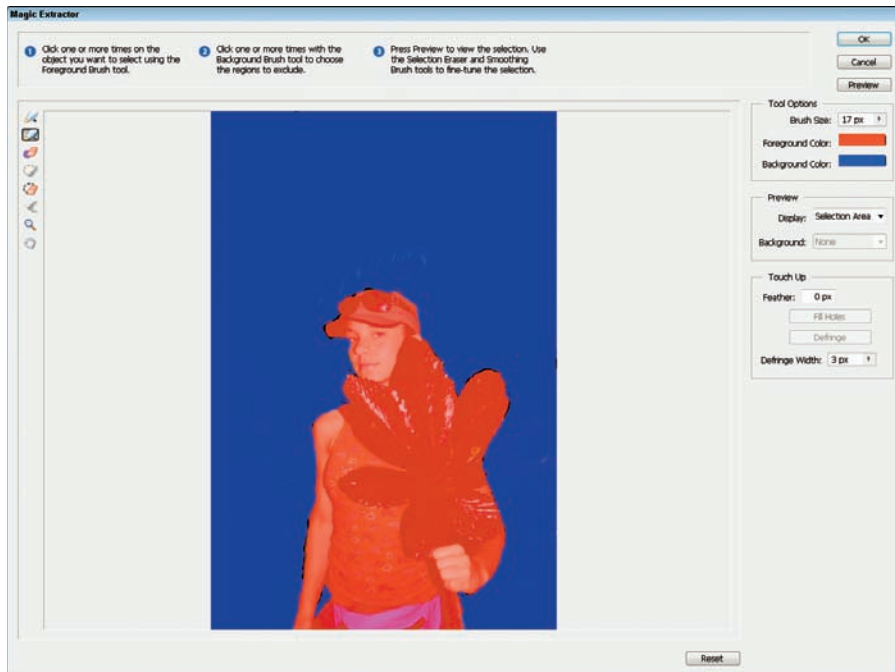 Magic Extractor
1 Click one or more times on the
object you want to select using the
Foreground Brush tool.
2 Click one or more times with the
Background Brush tool to choose
the regions to exclude.
3 Press Preview to view the selection. Use
the Selection Eraser and Smoothing
Brush tools to fine-tune the selection.
OK
Cancel
Preview
Tool Options
Brush Size: 17 px
Foreground Color:
Background Color:
Preview
Display: Selection Area
Background: None
Touch Up
Feather: 0 px
Fill Holes
Defringe
Defringe Width: 3 px
Reset